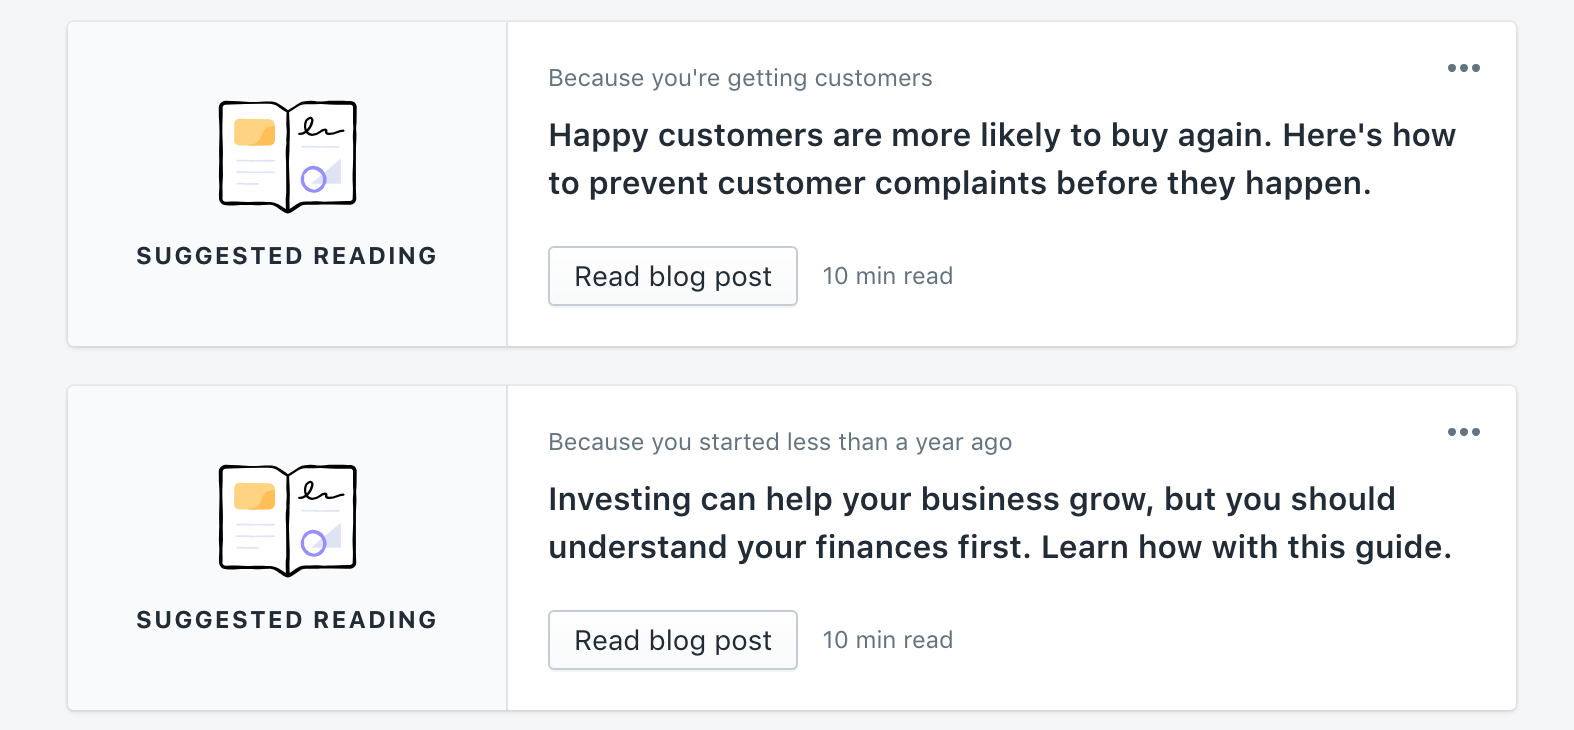 Because you're getting customers
Happy customers are more likely to buy again. Here's how
to prevent customer complaints before they happen.
SUGGESTED READING
Read blog post
10 min read
Because you started less than a year ago
Investing can help your business grow, but you should
understand your finances first. Learn how with this guide.
SUGGESTED READING
Read blog post
10 min read